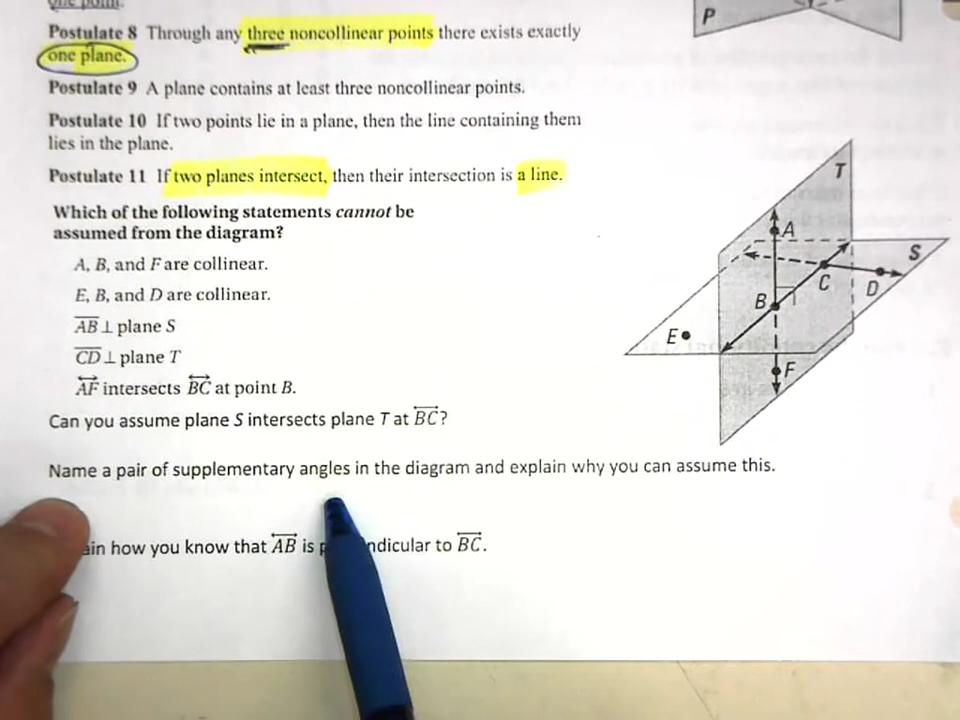 one point.
Postulate 8 Through any three noncollinear points there exists exactly
one plane.
Postulate 9 A plane contains at least three noncollinear points.
Postulate 10 If two points lie in a plane, then the line containing them
lies in the plane.
Postulate 11 If two planes intersect, then their intersection is a line.
Which of the following statements cannot be
assumed from the diagram?
A, B, and F are collinear.
E, B, and D are collinear.
AB ⊥ plane S
CD ⊥ plane T
AF intersects BC at point B.
Can you assume plane S intersects plane T at BC?
Name a pair of supplementary angles in the diagram and explain why you can assume this.
ain how you know that AB is p ndicular to BC.
P
T
A
S
C
D
B
E
F